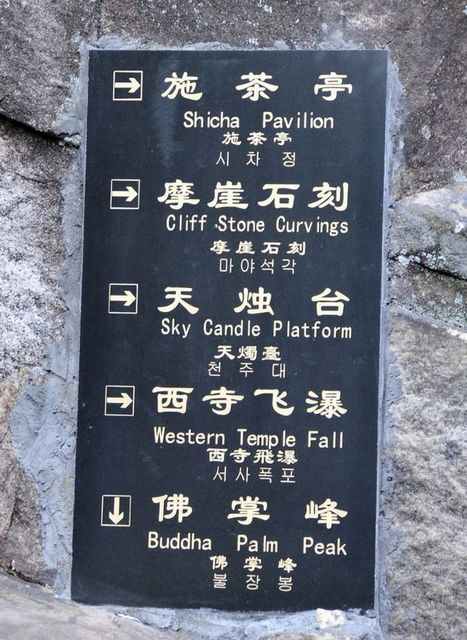 → 施茶亭
Shicha Pavilion
施茶亭
시차정
→ 摩崖石刻
Cliff Stone Curvings
摩崖石刻
마야석각
→ 天烛台
Sky Candle Platform
天燭臺
천주대
→ 西寺飞瀑
Western Temple Fall
西寺飛瀑
서사폭포
↓ 佛掌峰
Buddha Palm Peak
佛掌峰
불장봉